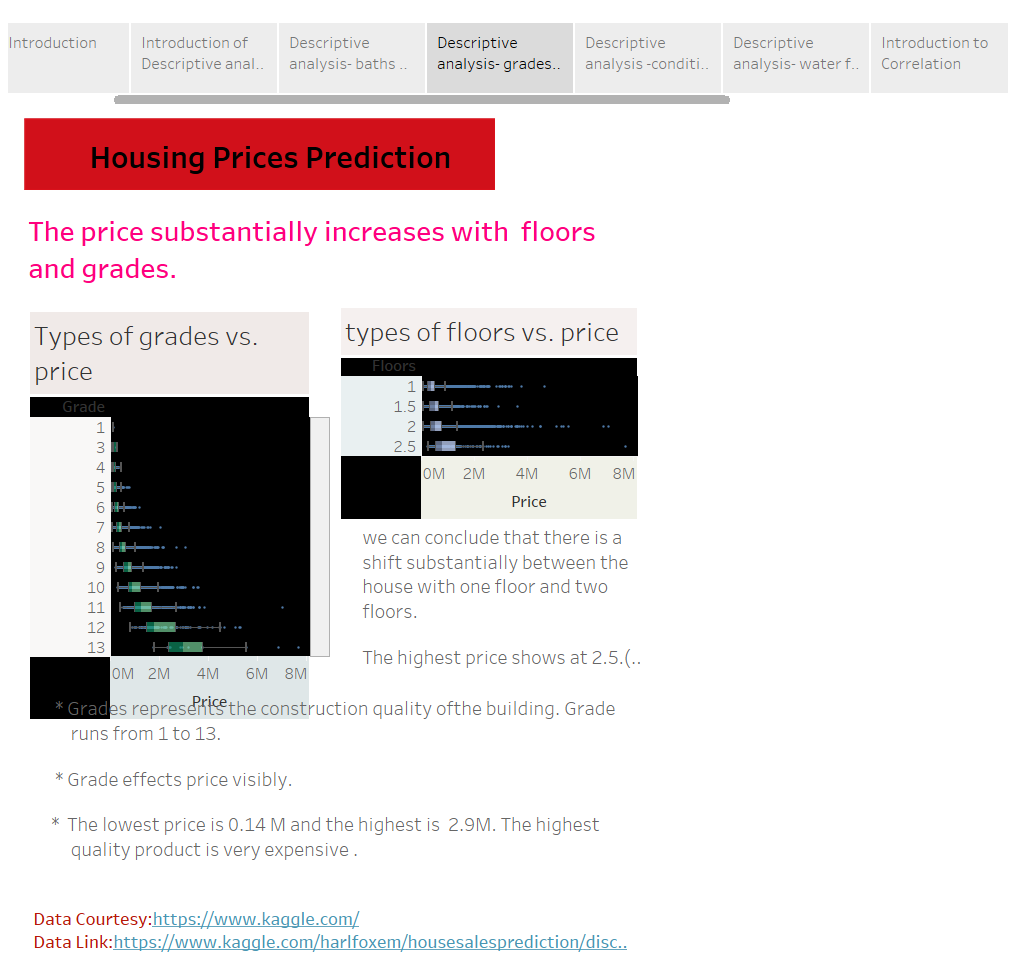 Introduction
Introduction of
Descriptive anal..
Descriptive
analysis- baths ..
Descriptive
analysis- grades..
Descriptive
analysis -conditi..
Descriptive
analysis- water f..
Introduction to
Correlation
Housing Prices Prediction
The price substantially increases with  floors
and grades.
Types of grades vs.
price
Grade
1
3
4
5
6
7
8
9
10
11
12
13
0M 2M 4M 6M 8M
Price
types of floors vs. price
Floors
1
1.5
2
2.5
0M 2M 4M 6M 8M
Price
we can conclude that there is a
shift substantially between the
house with one floor and two
floors.
The highest price shows at 2.5.(..
* Grades represents the construction quality ofthe building. Grade
runs from 1 to 13.
* Grade effects price visibly.
*  The lowest price is 0.14 M and the highest is  2.9M. The highest
quality product is very expensive .
Data Courtesy:https://www.kaggle.com/
Data Link:https://www.kaggle.com/harlfoxem/housesalesprediction/disc..